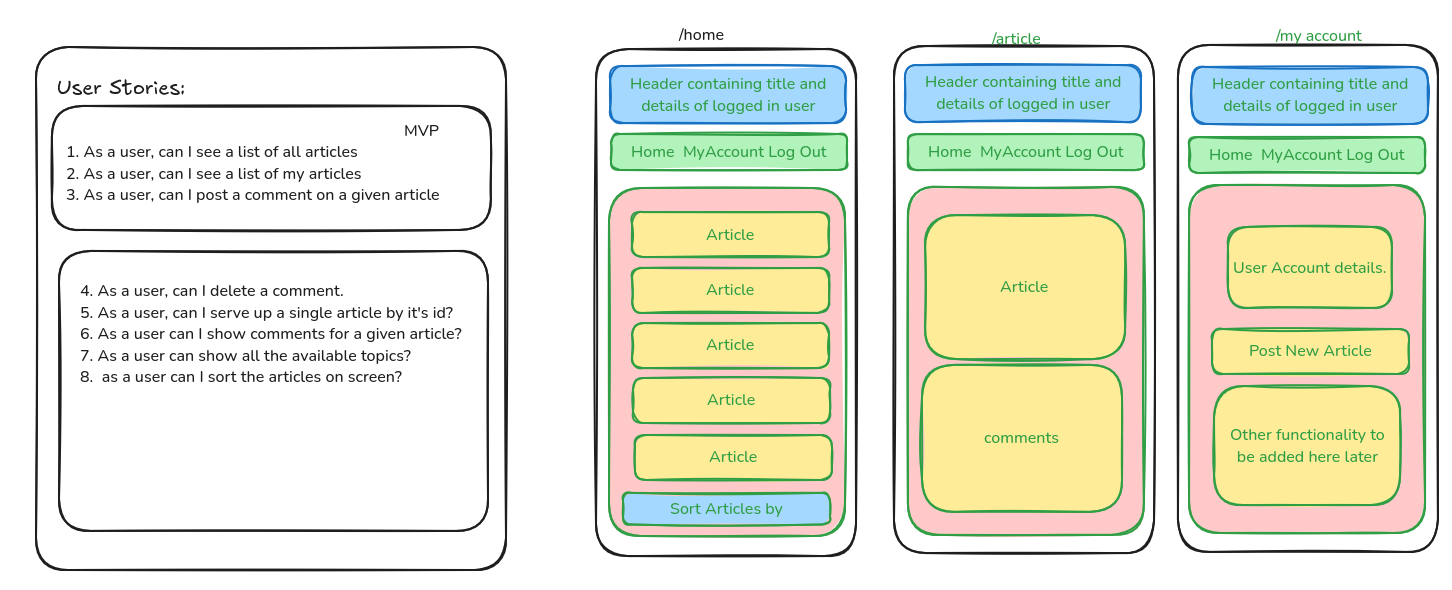 User Stories:
MVP
1. As a user, can I see a list of all articles
2. As a user, can I see a list of my articles
3. As a user, can I post a comment on a given article
4. As a user, can I delete a comment.
5. As a user, can I serve up a single article by it's id?
6. As a user can I show comments for a given article?
7. As a user can show all the available topics?
8.  as a user can I sort the articles on screen?
/home
Header containing title and
details of logged in user
Home  MyAccount Log Out
Article
Article
Article
Article
Article
Sort Articles by
/article
Header containing title and
details of logged in user
Home  MyAccount Log Out
Article
comments
/my account
Header containing title and
details of logged in user
Home  MyAccount Log Out
User Account details.
Post New Article
Other functionality to
be added here later